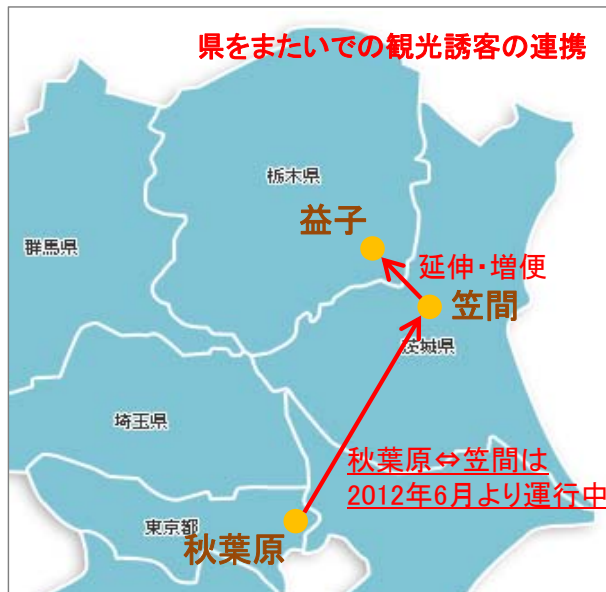 県をまたいでの観光誘客の連携
栃木県
益子
群馬県
延伸・増便
笠間
茨城県
埼玉県
秋葉原⇔笠間は
2012年6月より運行中
東京都
秋葉原